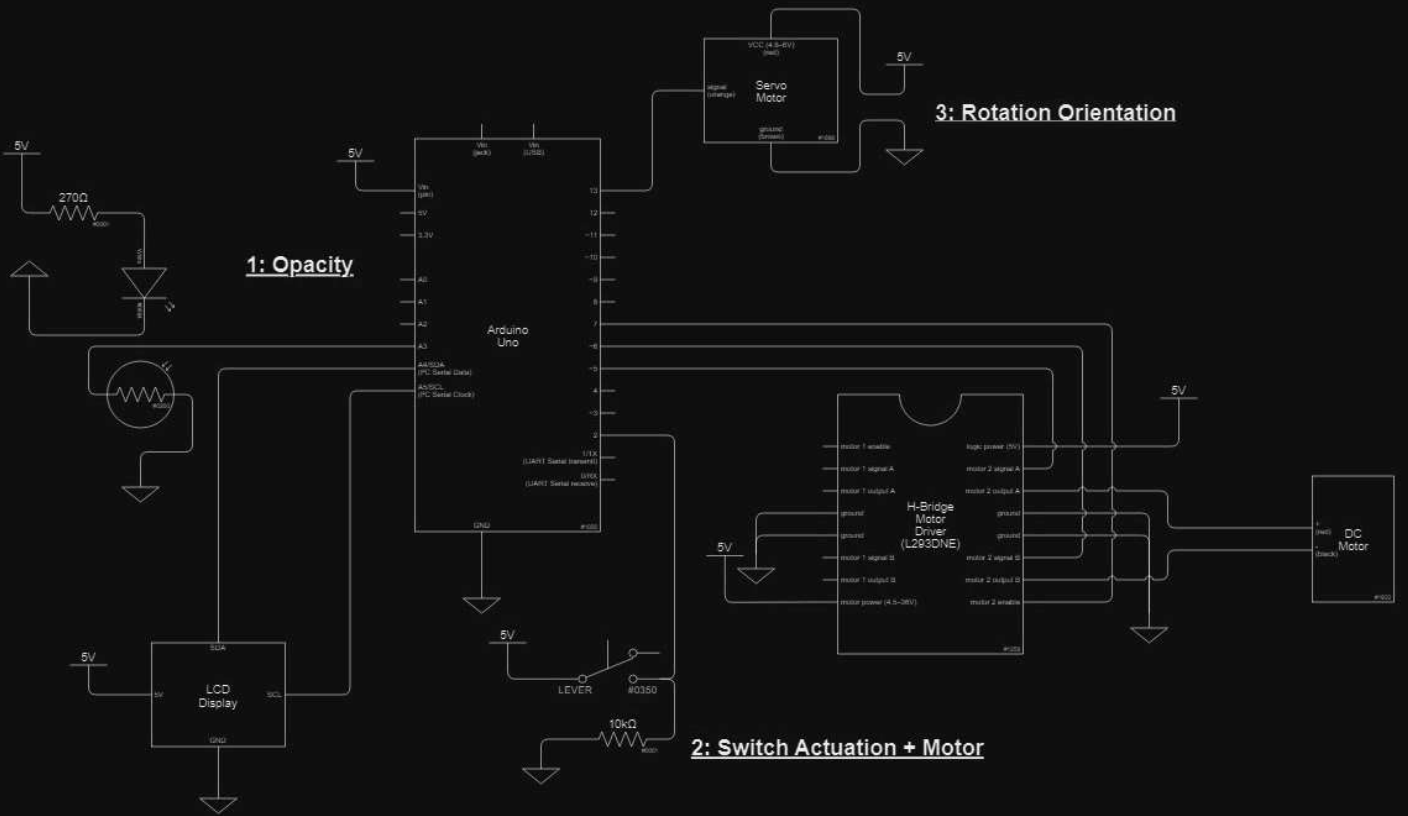 5V
VCC (4.8–6V)
(red)
signal
(orange)
Servo
Motor
ground
(brown)
5V
3: Rotation Orientation
5V
270Ω
1: Opacity
5V
Vin
(jack)
Vin
(USB)
Vin
(pin)
5V
3.3V
A0
A1
A2
A3
A4/SDA
(I²C Serial Data)
A5/SCL
(I²C Serial Clock)
Arduino
Uno
13
12
~11
~10
~9
8
7
~6
~5
4
~3
2
1/TX
(UART Serial transmit)
0/RX
(UART Serial receive)
GND
5V
motor 1 enable
motor 1 signal A
motor 1 output A
ground
ground
motor 1 signal B
motor 1 output B
motor power (4.5–36V)
H-Bridge
Motor
Driver
(L293DNE)
logic power (5V)
motor 2 signal A
motor 2 output A
ground
ground
motor 2 signal B
motor 2 output B
motor 2 enable
5V
+
(red)
-
(black)
DC
Motor
5V
SDA
5V
LCD
Display
SCL
GND
5V
LEVER
#0350
10kΩ
2: Switch Actuation + Motor